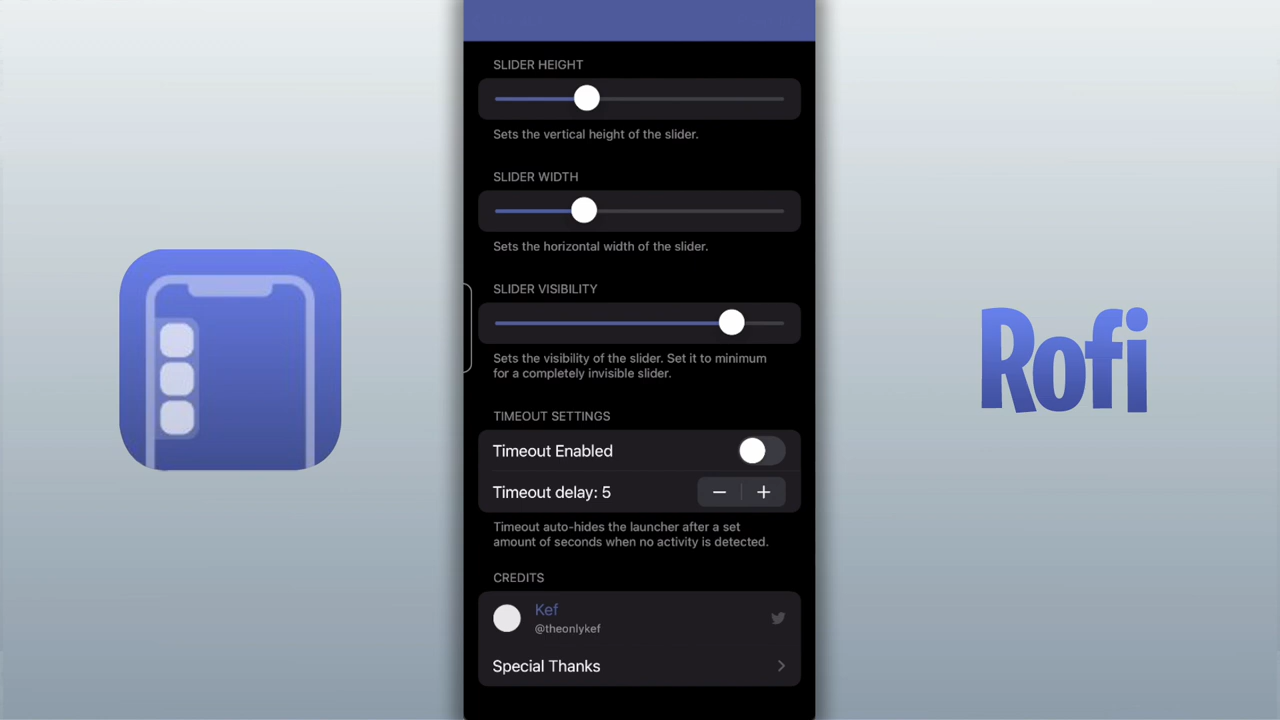 SLIDER HEIGHT
Sets the vertical height of the slider.
SLIDER WIDTH
Sets the horizontal width of the slider.
SLIDER VISIBILITY
Sets the visibility of the slider. Set it to minimum
for a completely invisible slider.
TIMEOUT SETTINGS
Timeout Enabled
Timeout delay: 5
Timeout auto-hides the launcher after a set
amount of seconds when no activity is detected.
CREDITS
Kef
@theonlykef
Special Thanks
Rofi